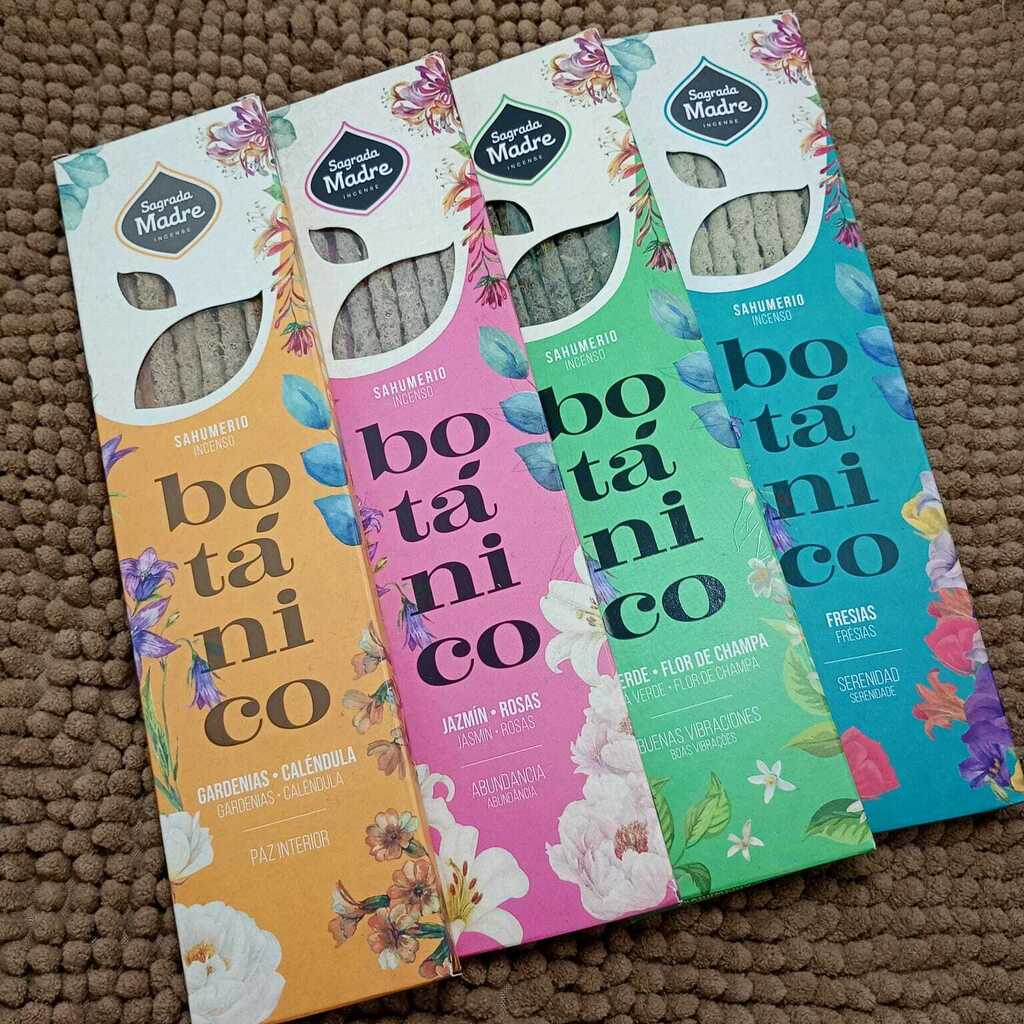 Sagrada
Madre
INCENSE
SAHUMERIO
INCENSO
bo
tá
ni
co
GARDENIAS • CALÉNDULA
GARDENIAS • CALÊNDULA
PAZ INTERIOR
Sagrada
Madre
INCENSE
SAHUMERIO
INCENSO
bo
tá
ni
co
JAZMÍN • ROSAS
JASMIN • ROSAS
ABUNDANCIA
ABUNDÂNCIA
Sagrada
Madre
INCENSE
SAHUMERIO
INCENSO
bo
tá
ni
co
ERDE • FLOR DE CHAMPA
VERDE • FLOR DE CHAMPA
BUENAS VIBRACIONES
BOAS VIBRAÇÕES
Sagrada
Madre
INCENSE
SAHUMERIO
INCENSO
bo
tá
ni
co
FRESIAS
FRÉSIAS
SERENIDAD
SERENIDADE